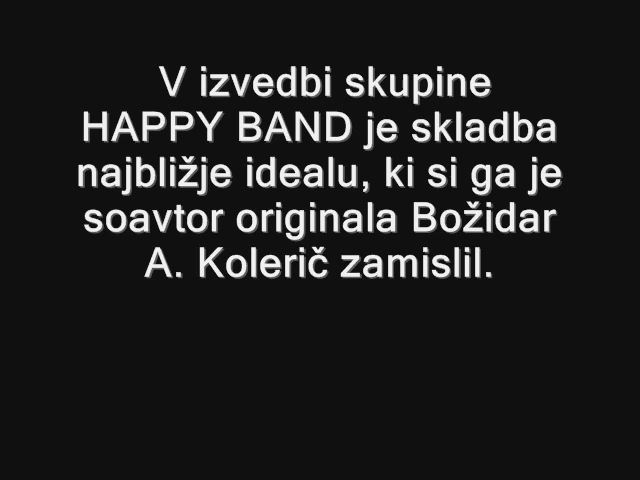 V izvedbi skupine
HAPPY BAND je skladba
najbližje idealu, ki si ga je
soavtor originala Božidar
A. Kolerič zamislil.